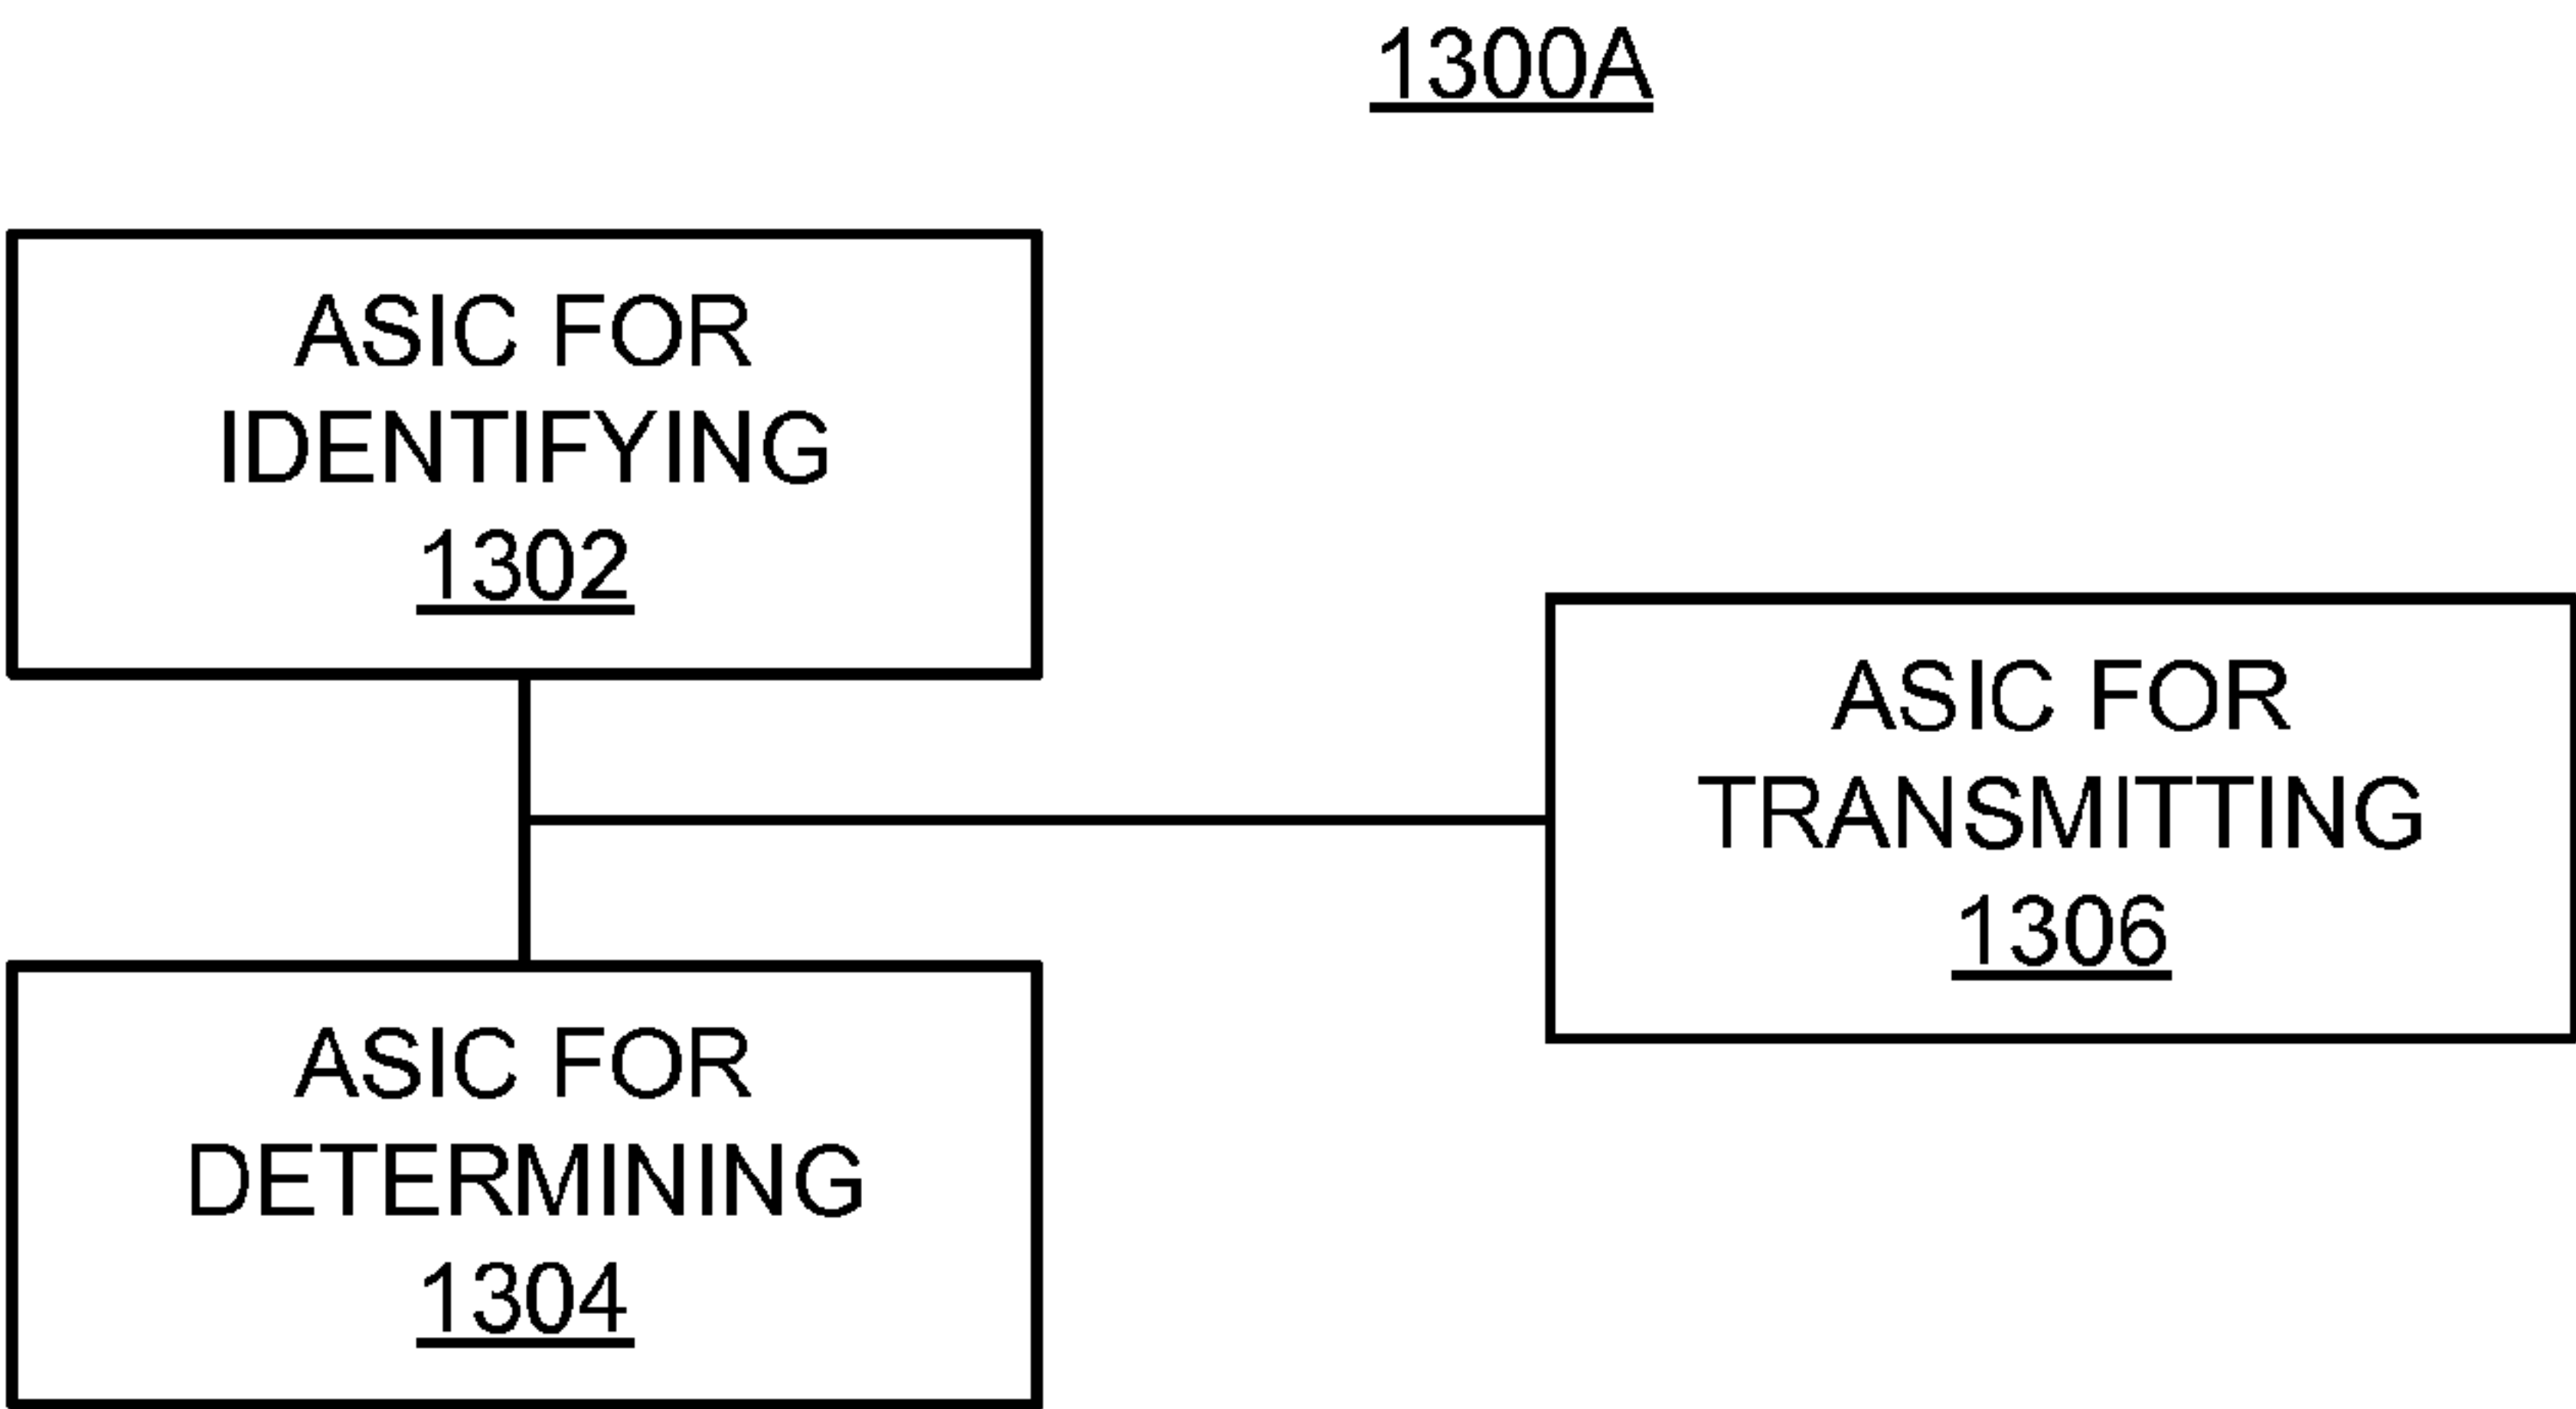 1300A
ASIC FOR
IDENTIFYING
1302
ASIC FOR
TRANSMITTING
1306
ASIC FOR
DETERMINING
1304